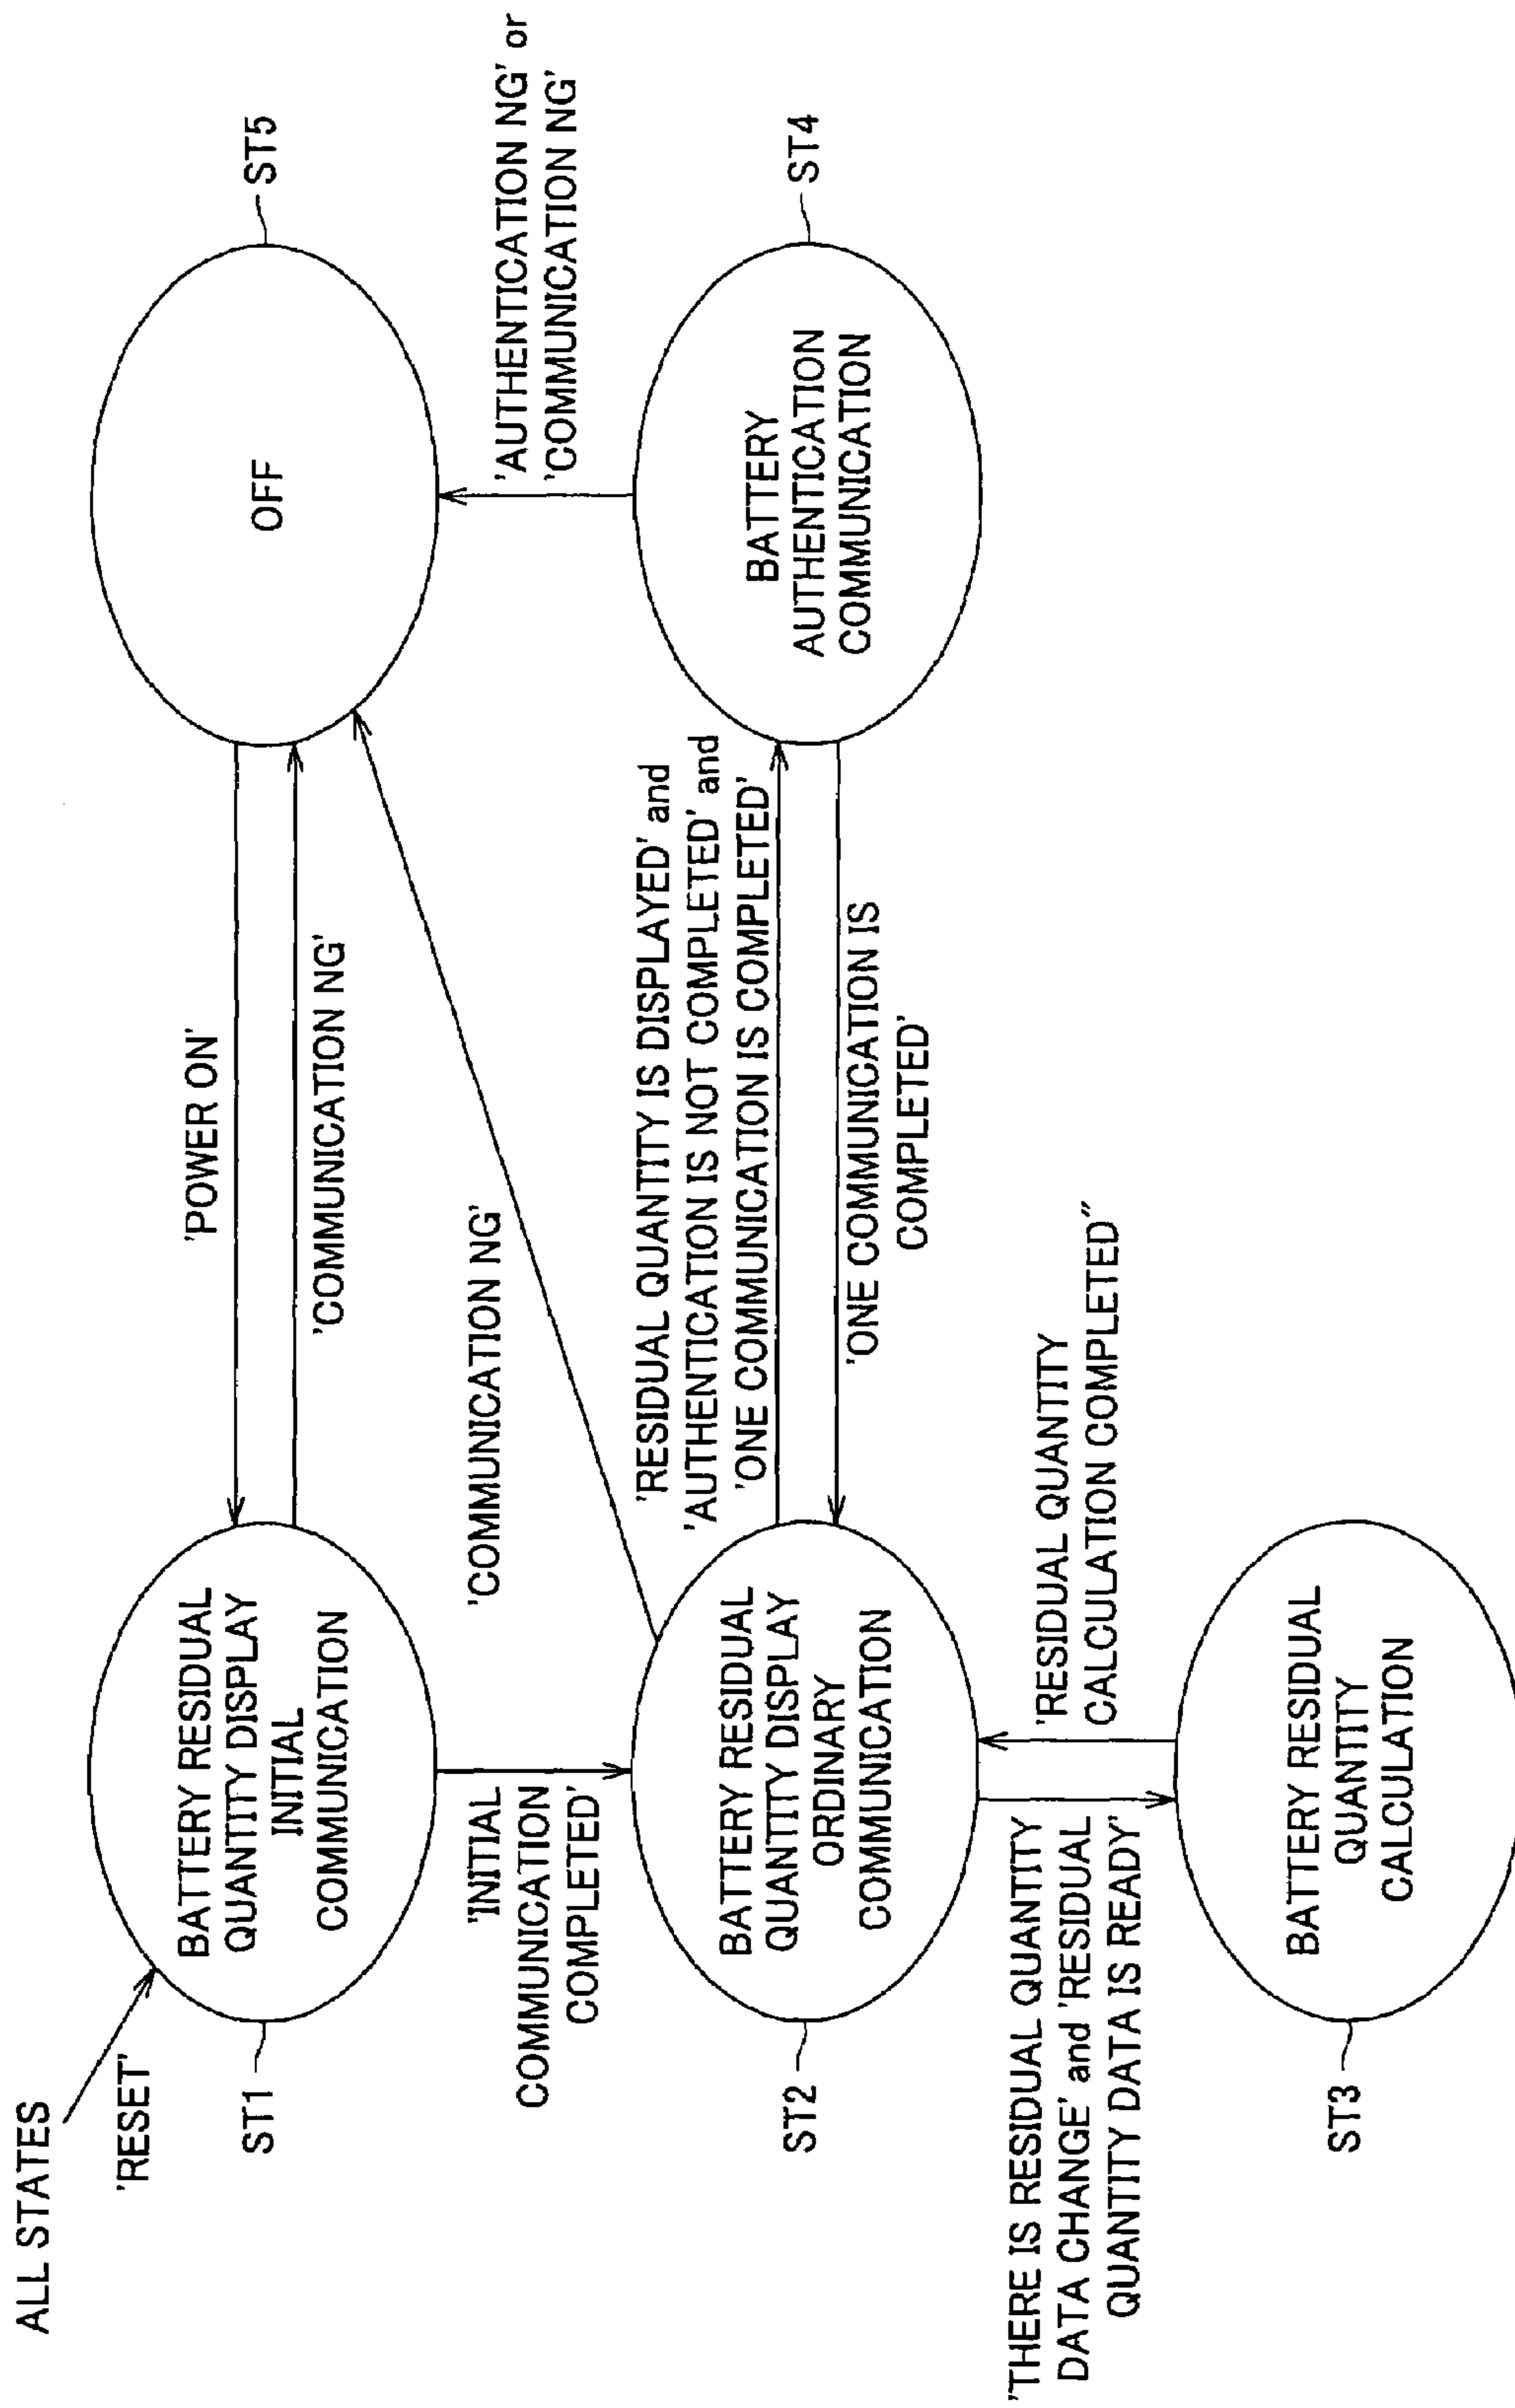 ALL STATES
'RESET'
ST1
BATTERY RESIDUAL
QUANTITY DISPLAY
INITIAL
COMMUNICATION
'POWER ON'
'COMMUNICATION NG'
OFF
ST5
'INITIAL
COMMUNICATION
COMPLETED'
'COMMUNICATION NG'
'AUTHENTICATION NG' or
'COMMUNICATION NG'
ST2
BATTERY RESIDUAL
QUANTITY DISPLAY
ORDINARY
COMMUNICATION
'RESIDUAL QUANTITY IS DISPLAYED' and
'AUTHENTICATION IS NOT COMPLETED' and
'ONE COMMUNICATION IS COMPLETED'
'ONE COMMUNICATION IS
COMPLETED'
BATTERY
AUTHENTICATION
COMMUNICATION
ST4
'THERE IS RESIDUAL QUANTITY
DATA CHANGE' and 'RESIDUAL
QUANTITY DATA IS READY'
'RESIDUAL QUANTITY
CALCULATION COMPLETED"
ST3
BATTERY RESIDUAL
QUANTITY
CALCULATION